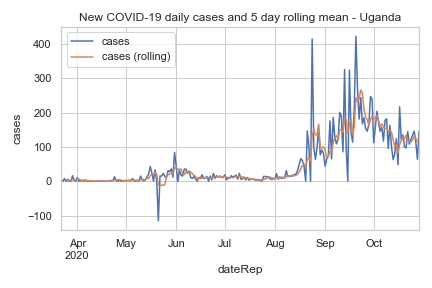 New COVID-19 daily cases and 5 day rolling mean - Uganda
cases
cases (rolling)
400
300
200
100
0
−100
cases
Apr
2020
May
Jun
Jul
Aug
Sep
Oct
dateRep